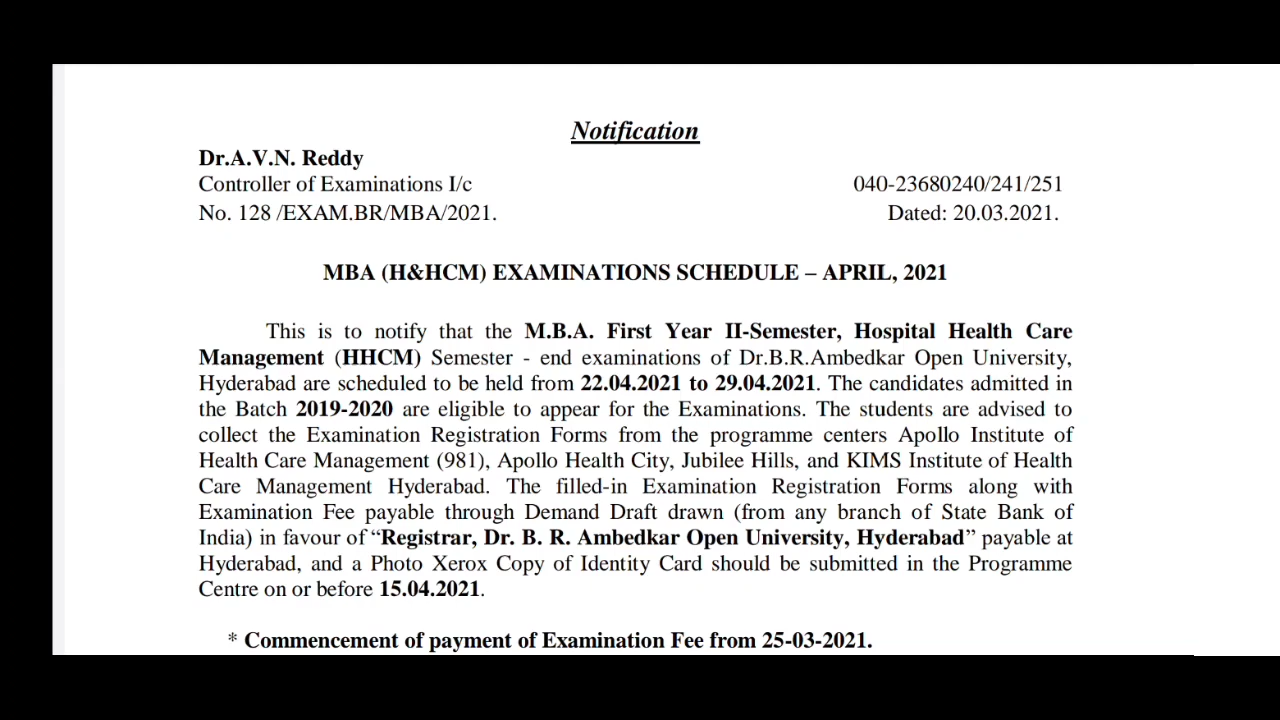 Notification
Dr.A.V.N. Reddy
Controller of Examinations I/c 040-23680240/241/251
No. 128 /EXAM.BR/MBA/2021. Dated: 20.03.2021.
MBA (H&HCM) EXAMINATIONS SCHEDULE – APRIL, 2021
This is to notify that the M.B.A. First Year II-Semester, Hospital Health Care
Management (HHCM) Semester - end examinations of Dr.B.R.Ambedkar Open University,
Hyderabad are scheduled to be held from 22.04.2021 to 29.04.2021. The candidates admitted in
the Batch 2019-2020 are eligible to appear for the Examinations. The students are advised to
collect the Examination Registration Forms from the programme centers Apollo Institute of
Health Care Management (981), Apollo Health City, Jubilee Hills, and KIMS Institute of Health
Care Management Hyderabad. The filled-in Examination Registration Forms along with
Examination Fee payable through Demand Draft drawn (from any branch of State Bank of
India) in favour of “Registrar, Dr. B. R. Ambedkar Open University, Hyderabad” payable at
Hyderabad, and a Photo Xerox Copy of Identity Card should be submitted in the Programme
Centre on or before 15.04.2021.
* Commencement of payment of Examination Fee from 25-03-2021.